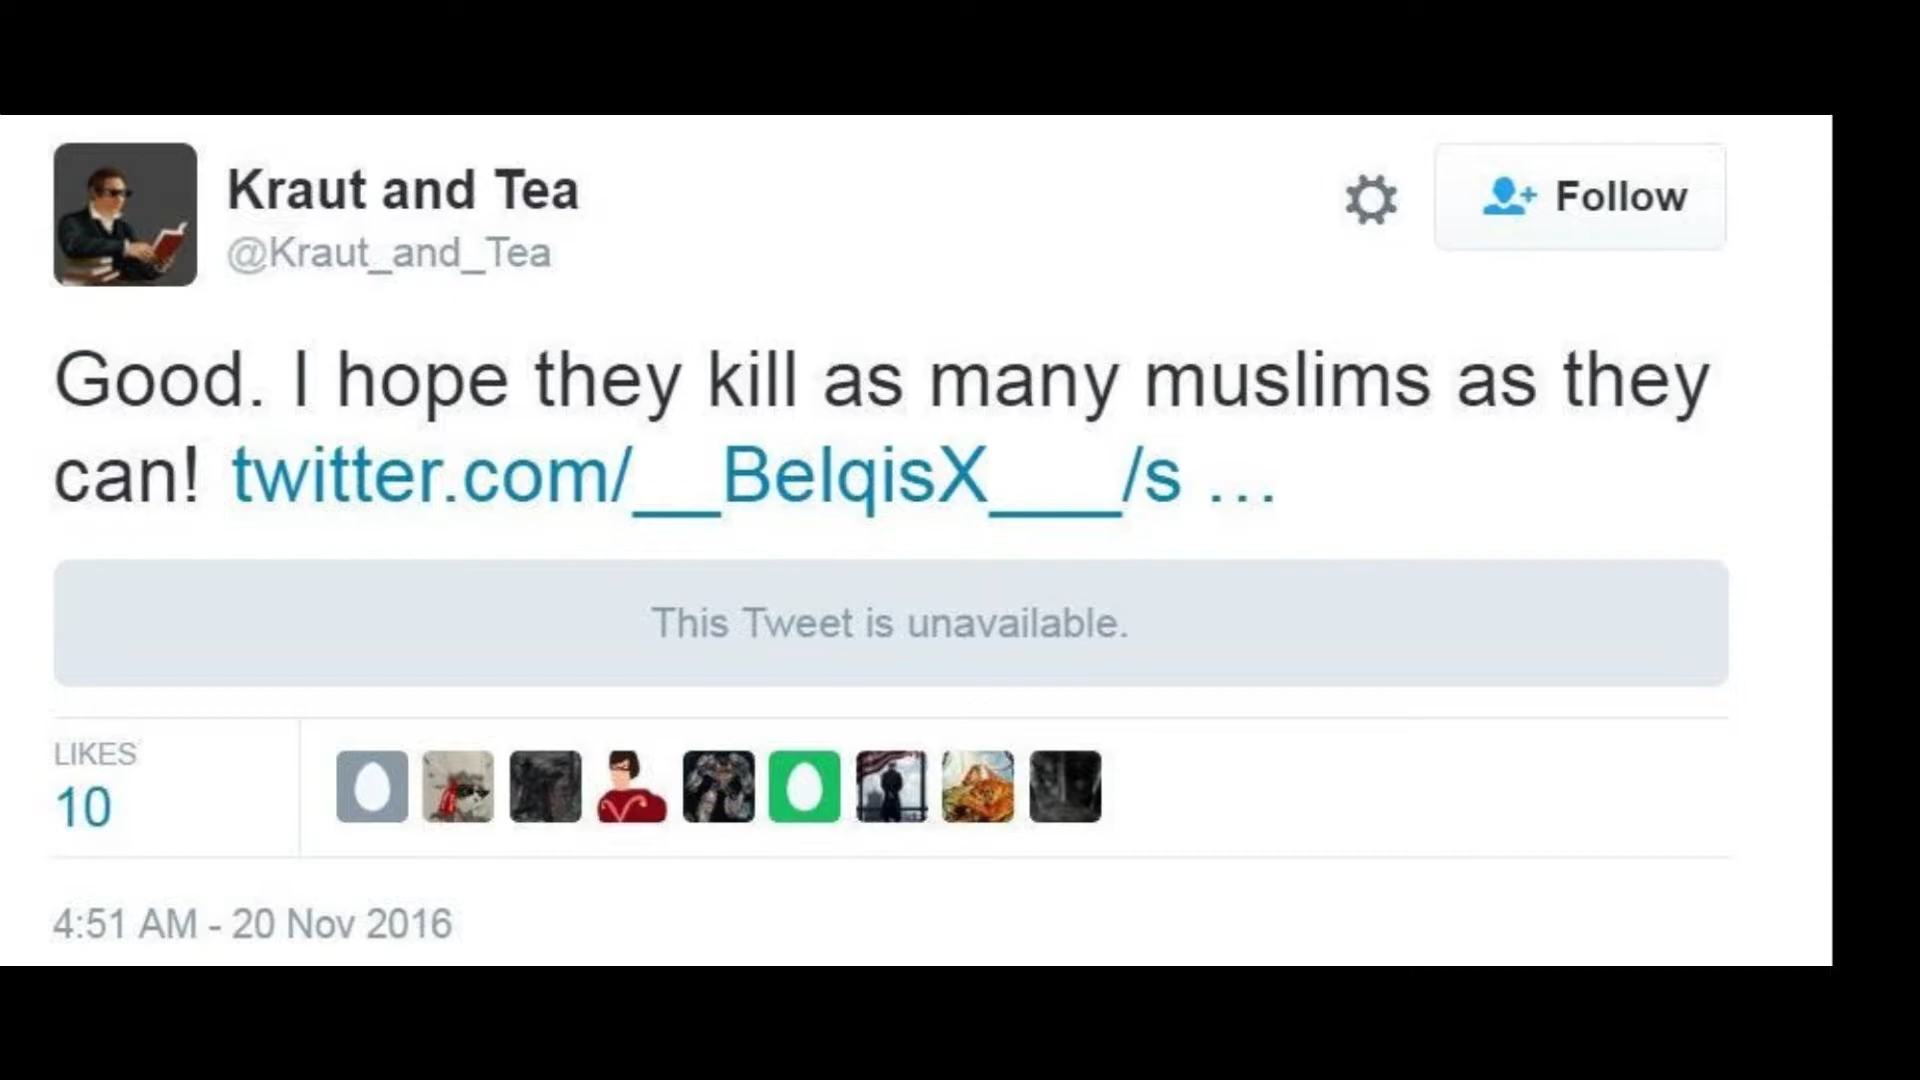 Kraut and Tea
@Kraut_and_Tea
Follow
Good. I hope they kill as many muslims as they
can! twitter.com/__BelqisX___/s ...
This Tweet is unavailable.
LIKES
10
4:51 AM - 20 Nov 2016